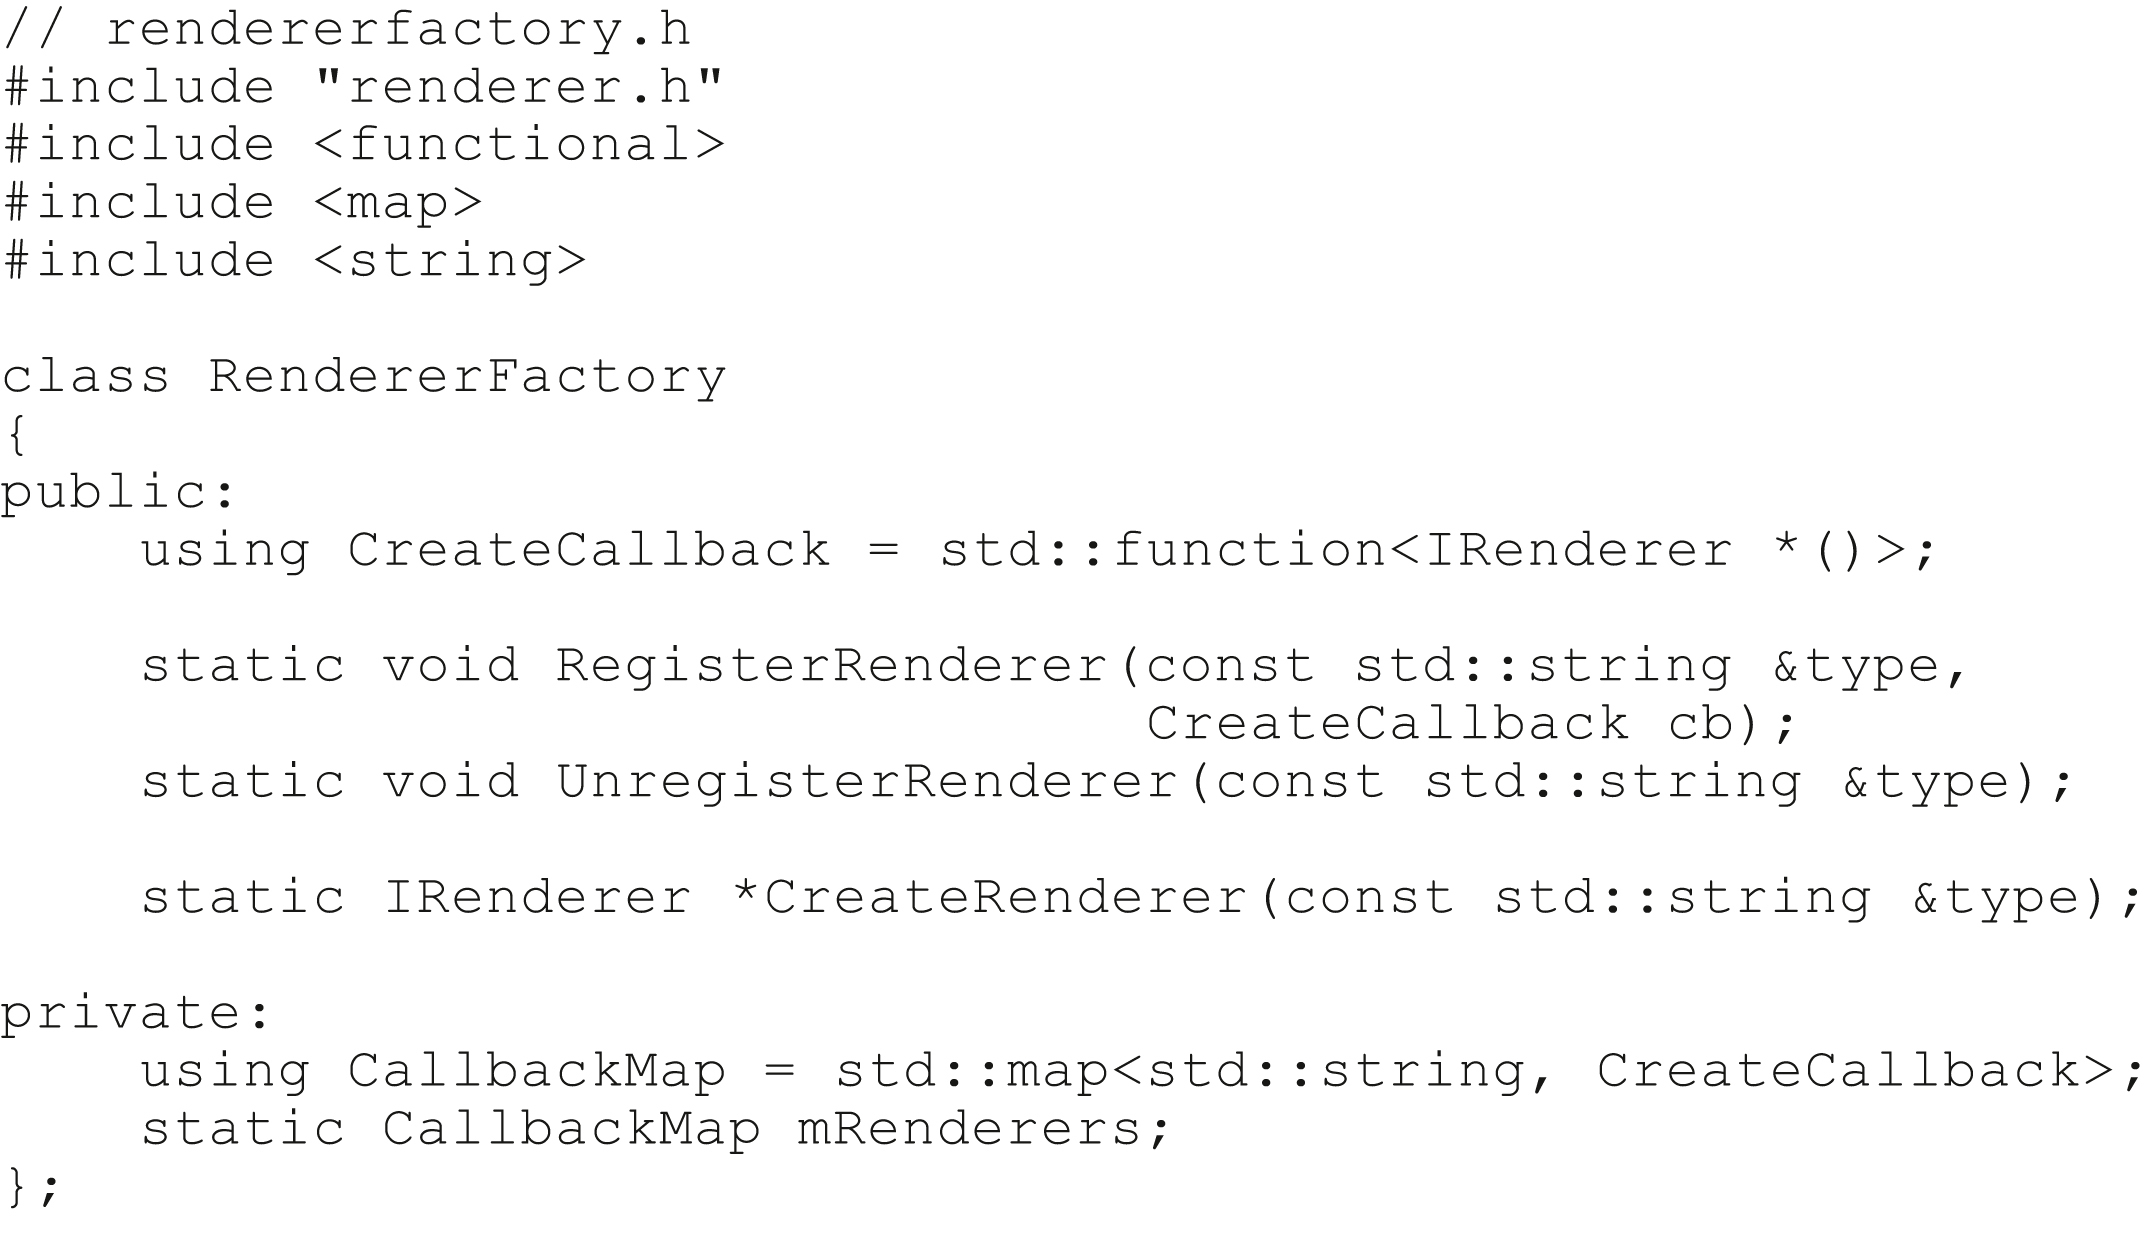 // rendererfactory.h
#include "renderer.h"
#include <functional>
#include <map>
#include <string>

class RendererFactory
{
public:
    using CreateCallback = std::function<IRenderer *()>;

    static void RegisterRenderer(const std::string &type,
                                 CreateCallback cb);
    static void UnregisterRenderer(const std::string &type);

    static IRenderer *CreateRenderer(const std::string &type);

private:
    using CallbackMap = std::map<std::string, CreateCallback>;
    static CallbackMap mRenderers;
};